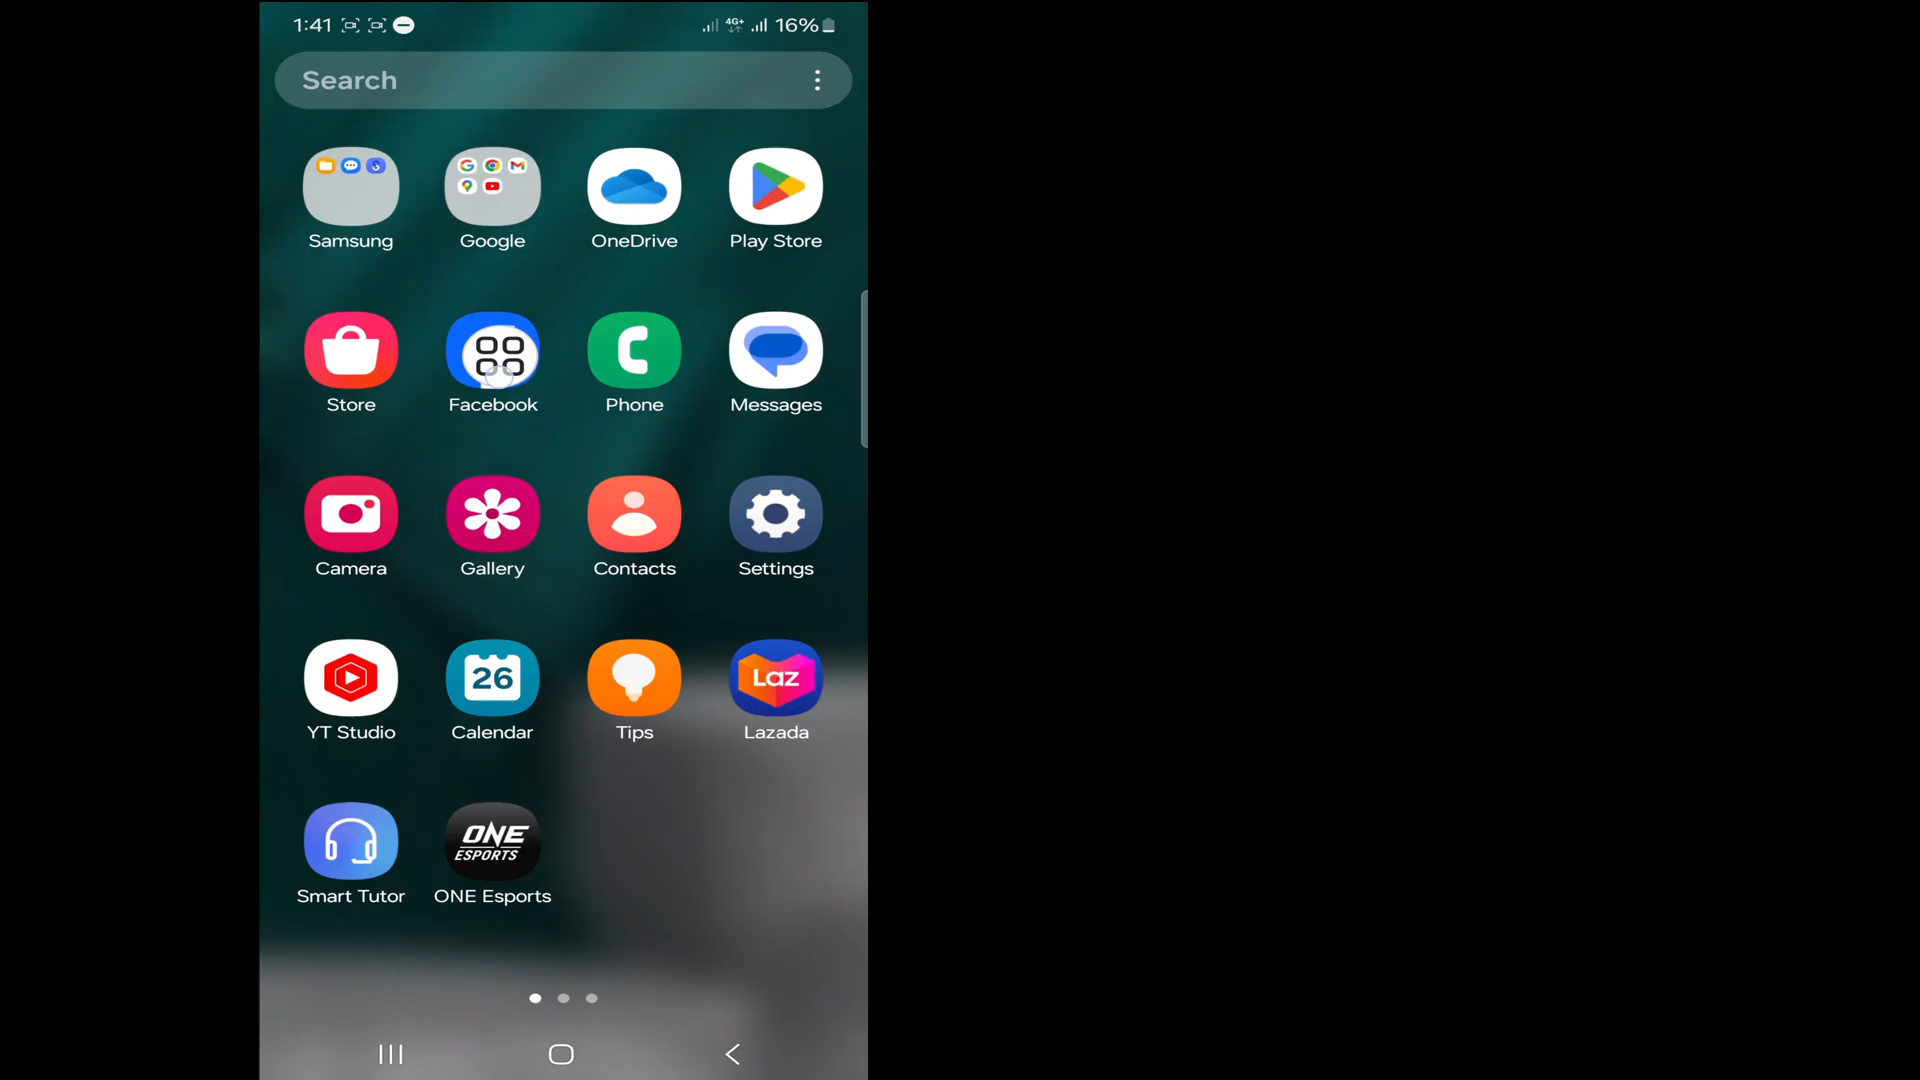 1:41 4G+ 16%
Search
Samsung Google OneDrive Play Store
Store Facebook Phone Messages
Camera Gallery Contacts Settings
26 Laz
YT Studio Calendar Tips Lazada
ONE
ESPORTS
Smart Tutor ONE Esports